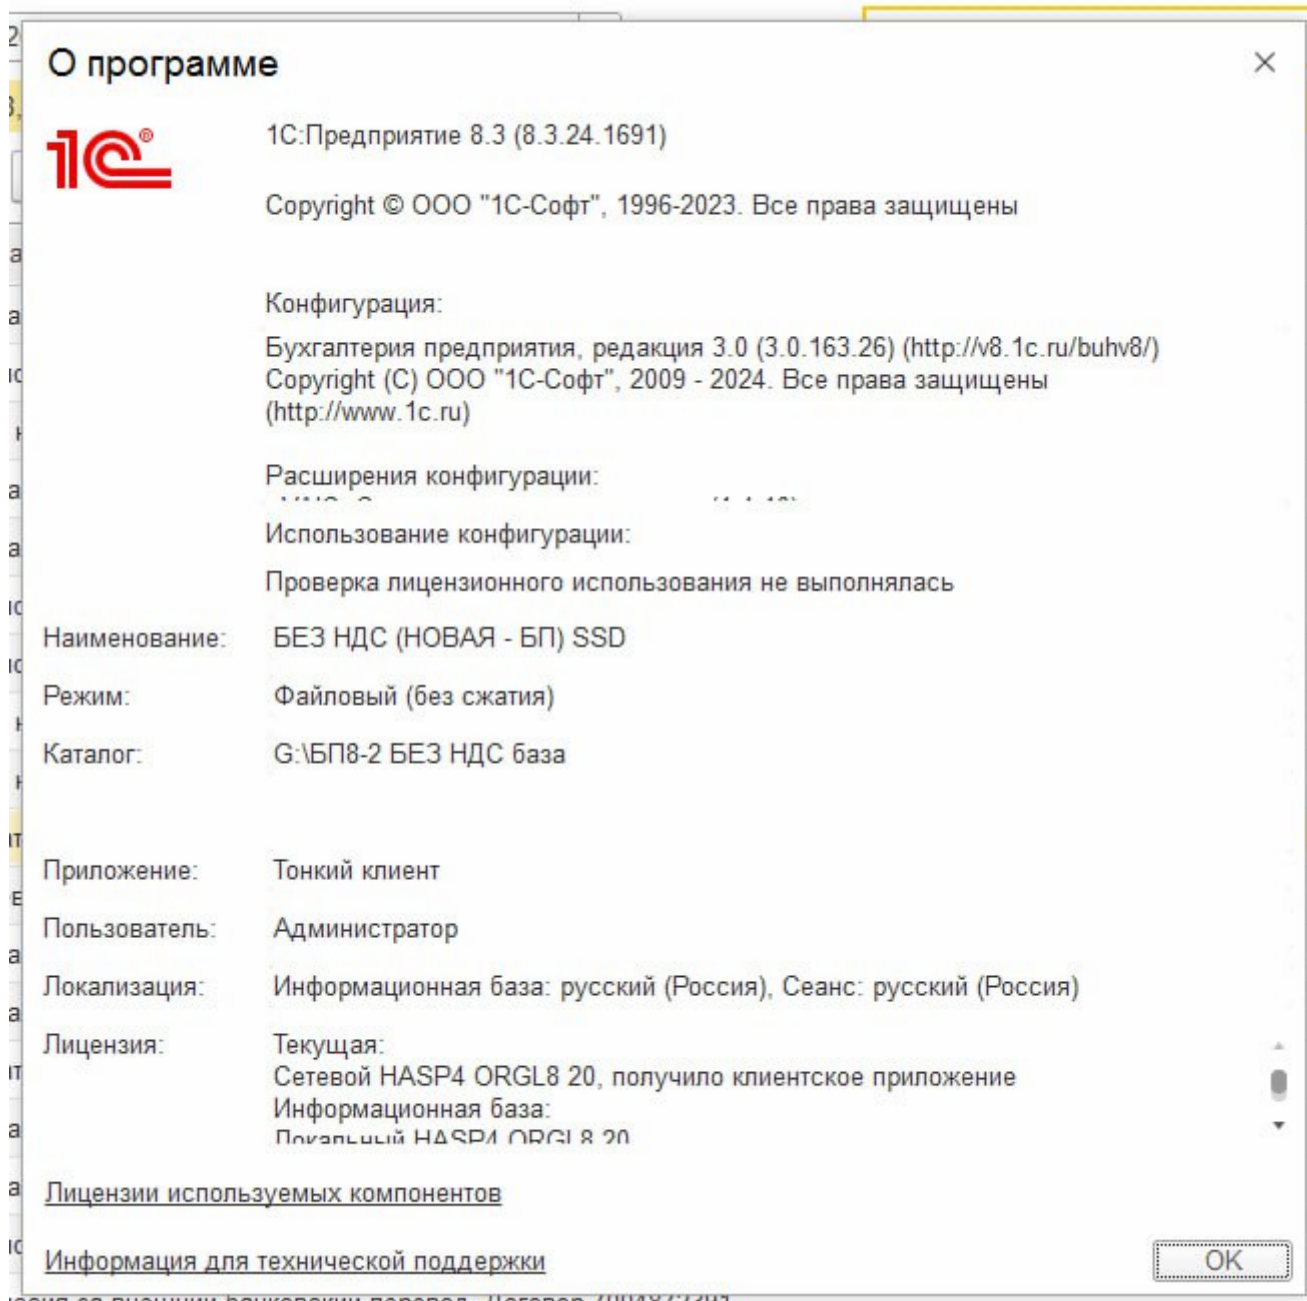 О программе
1С®
1С:Предприятие 8.3 (8.3.24.1691)
Copyright © ООО "1С-Софт", 1996-2023. Все права защищены
Конфигурация:
Бухгалтерия предприятия, редакция 3.0 (3.0.163.26) (http://v8.1c.ru/buhv8/)
Copyright (C) ООО "1С-Софт", 2009 - 2024. Все права защищены
(http://www.1c.ru)
Расширения конфигурации:
Использование конфигурации:
Проверка лицензионного использования не выполнялась
Наименование: БЕЗ НДС (НОВАЯ - БП) SSD
Режим: Файловый (без сжатия)
Каталог: G:\БП8-2 БЕЗ НДС база
Приложение: Тонкий клиент
Пользователь: Администратор
Локализация: Информационная база: русский (Россия), Сеанс: русский (Россия)
Лицензия: Текущая:
Сетевой HASP4 ORGL8 20, получило клиентское приложение
Информационная база:
Локальный HASP4 ORGL8 20
Лицензии используемых компонентов
Информация для технической поддержки
OK